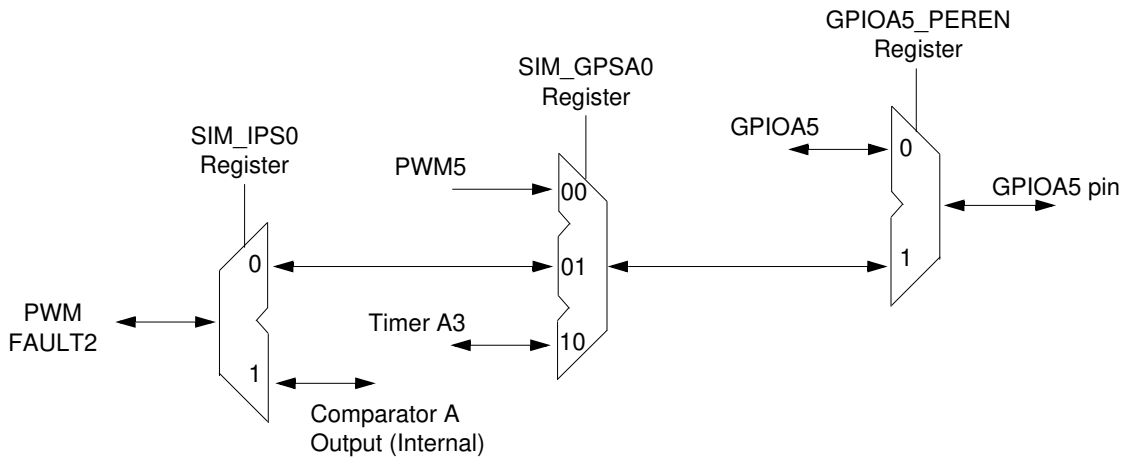 GPIOA5_PEREN
Register
SIM_GPSA0
Register
SIM_IPS0
Register
GPIOA5
0
PWM5
00
GPIOA5 pin
0
01
1
PWM
FAULT2
Timer A3
10
1
Comparator A
Output (Internal)